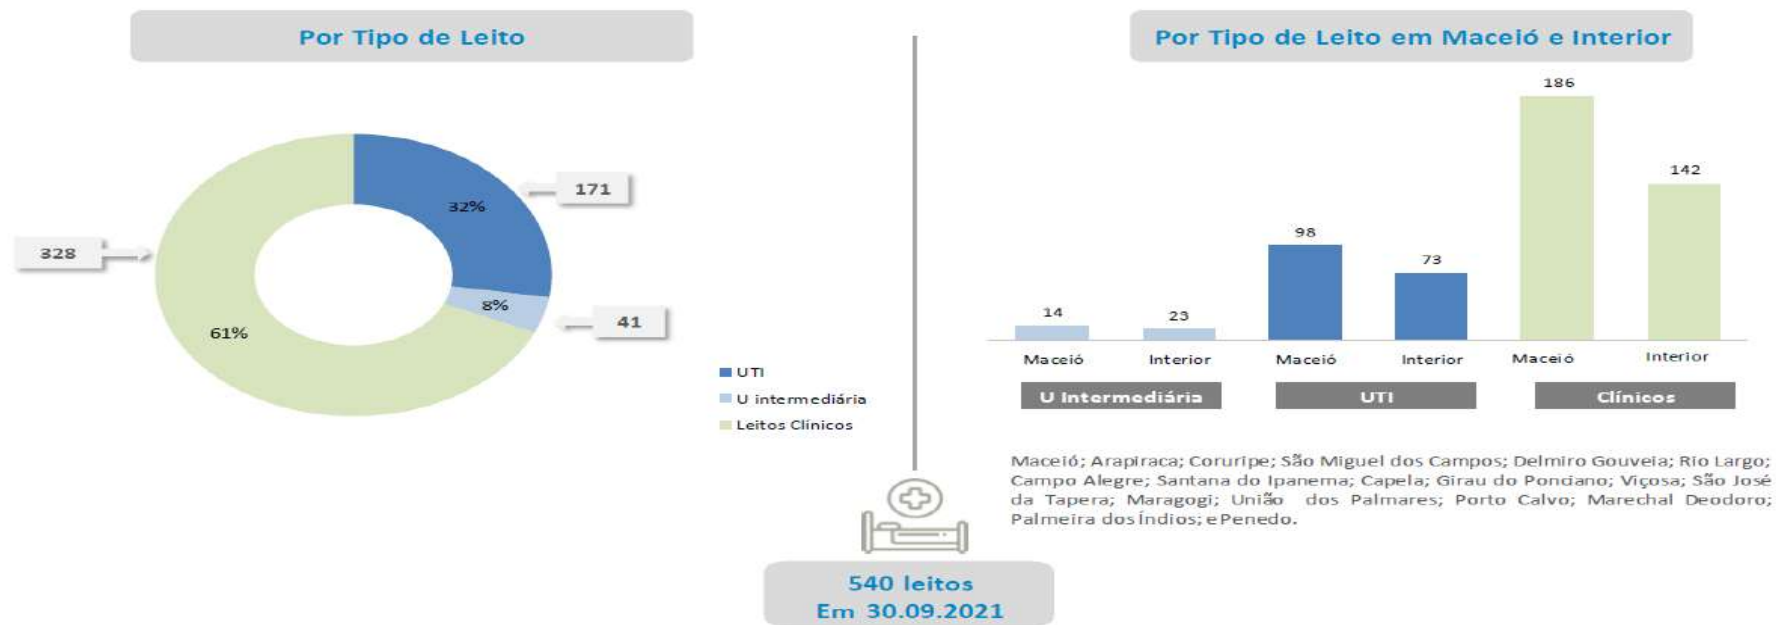 Por Tipo de Leito
171
32%
328
8%
41
61%
UTI
U intermediária
Leitos Clínicos
Por Tipo de Leito em Maceió e Interior
186
142
98
73
14
23
Maceió Interior Maceió Interior Maceió Interior
U Intermediária UTI Clínicos
Maceió; Arapiraca; Coruripe; São Miguel dos Campos; Delmiro Gouveia; Rio Largo;
Campo Alegre; Santana do Ipanema; Capela; Girau do Ponciano; Viçosa; São José
da Tapera; Maragogi; União dos Palmares; Porto Calvo; Marechal Deodoro;
Palmeira dos Índios; e Penedo.
540 leitos
Em 30.09.2021